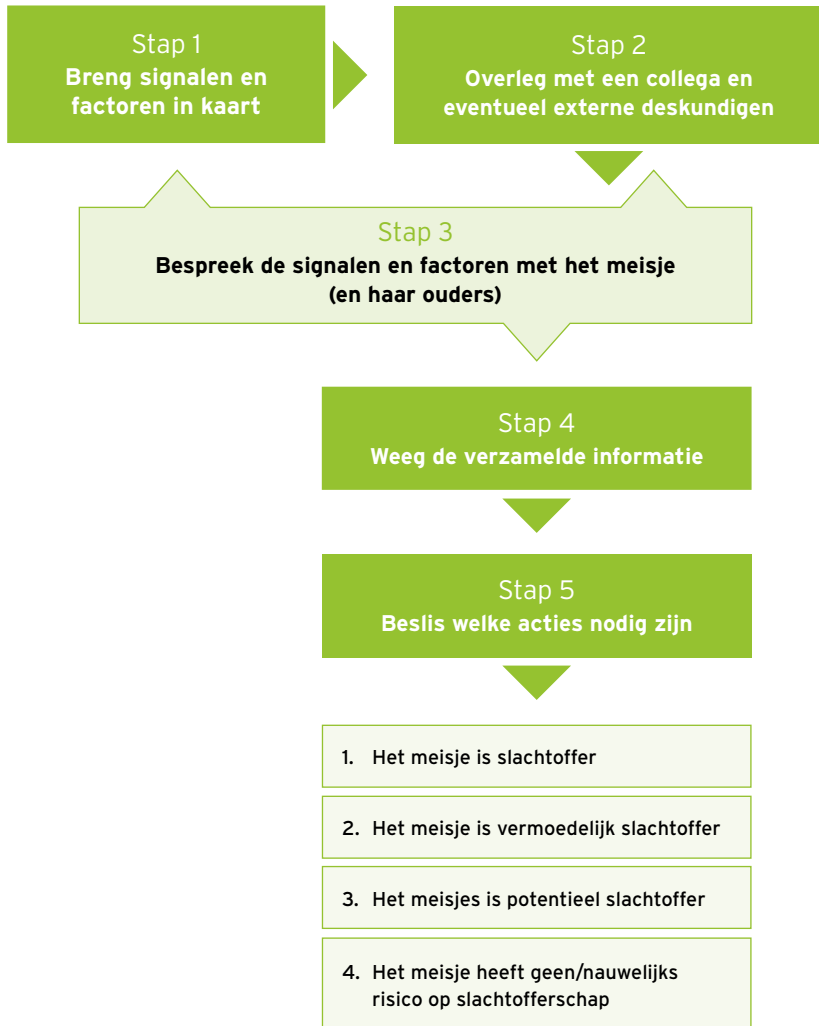 Stap 1
Breng signalen en
factoren in kaart
Stap 2
Overleg met een collega en
eventueel externe deskundigen
Stap 3
Bespreek de signalen en factoren met het meisje
(en haar ouders)
Stap 4
Weeg de verzamelde informatie
Stap 5
Beslis welke acties nodig zijn
1. Het meisje is slachtoffer
2. Het meisje is vermoedelijk slachtoffer
3. Het meisjes is potentieel slachtoffer
4. Het meisje heeft geen/nauwelijks
risico op slachtofferschap